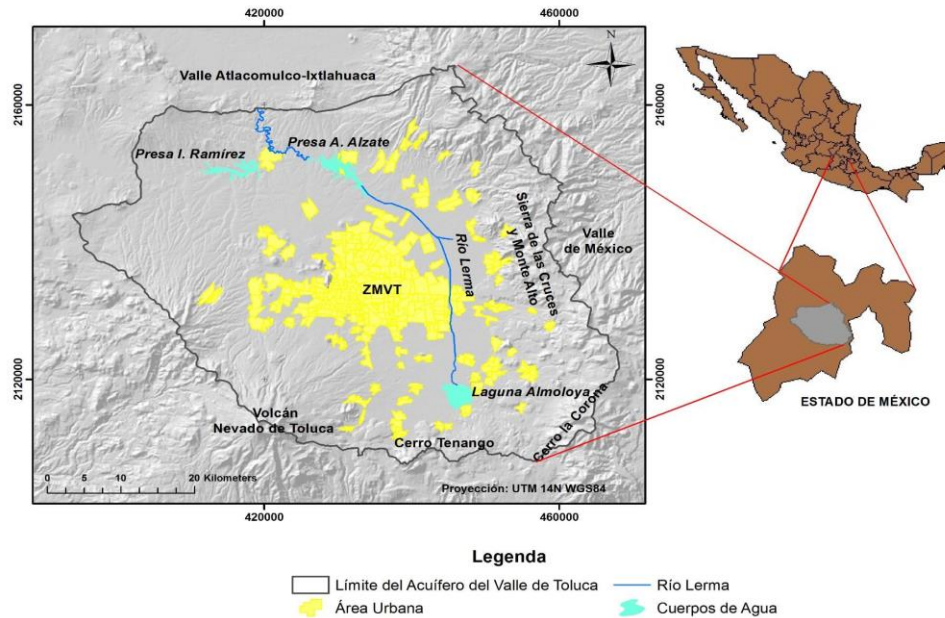 420000
460000
N
Valle Atlacomulco-Ixtlahuaca
2160000
2160000
Presa I. Ramírez
Presa A. Alzate
Río Lerma
Sierra de las Cruces
y Monte Alto
Valle
de México
ZMVT
2120000
2120000
Laguna Almoloya
Volcán
Nevado de Toluca
Cerro Tenango
Cerro la Corona
0 5 10 20 Kilometers
Proyección: UTM 14N WGS84
420000
460000
ESTADO DE MÉXICO
Legenda
Límite del Acuífero del Valle de Toluca
Río Lerma
Área Urbana
Cuerpos de Agua